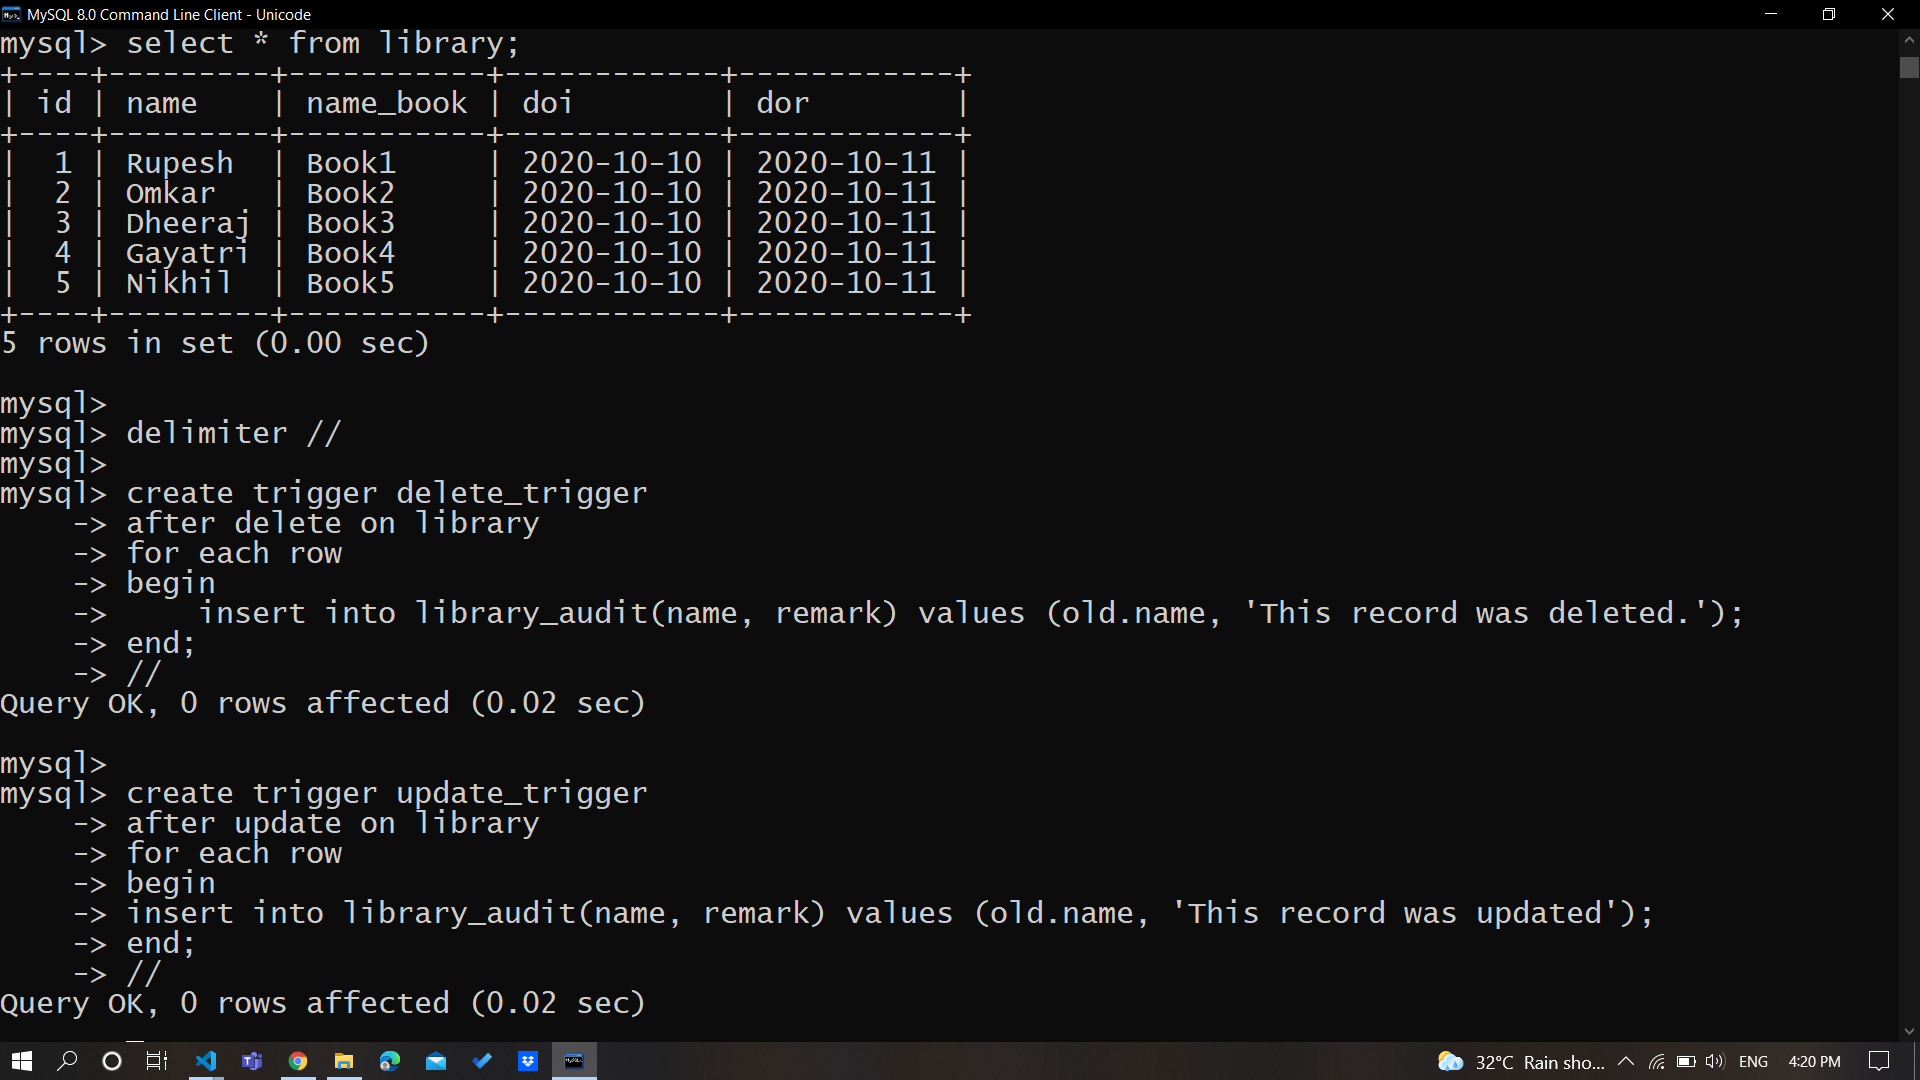 MySQL 8.0 Command Line Client - Unicode
mysql> select * from library;
+----+---------+-----------+------------+------------+
| id | name    | name_book | doi        | dor        |
+----+---------+-----------+------------+------------+
|  1 | Rupesh  | Book1     | 2020-10-10 | 2020-10-11 |
|  2 | Omkar   | Book2     | 2020-10-10 | 2020-10-11 |
|  3 | Dheeraj | Book3     | 2020-10-10 | 2020-10-11 |
|  4 | Gayatri | Book4     | 2020-10-10 | 2020-10-11 |
|  5 | Nikhil  | Book5     | 2020-10-10 | 2020-10-11 |
+----+---------+-----------+------------+------------+
5 rows in set (0.00 sec)
mysql>
mysql> delimiter //
mysql>
mysql> create trigger delete_trigger
    -> after delete on library
    -> for each row
    -> begin
    ->     insert into library_audit(name, remark) values (old.name, 'This record was deleted.');
    -> end;
    -> //
Query OK, 0 rows affected (0.02 sec)
mysql>
mysql> create trigger update_trigger
    -> after update on library
    -> for each row
    -> begin
    -> insert into library_audit(name, remark) values (old.name, 'This record was updated');
    -> end;
    -> //
Query OK, 0 rows affected (0.02 sec)
32°C Rain sho... ENG 4:20 PM